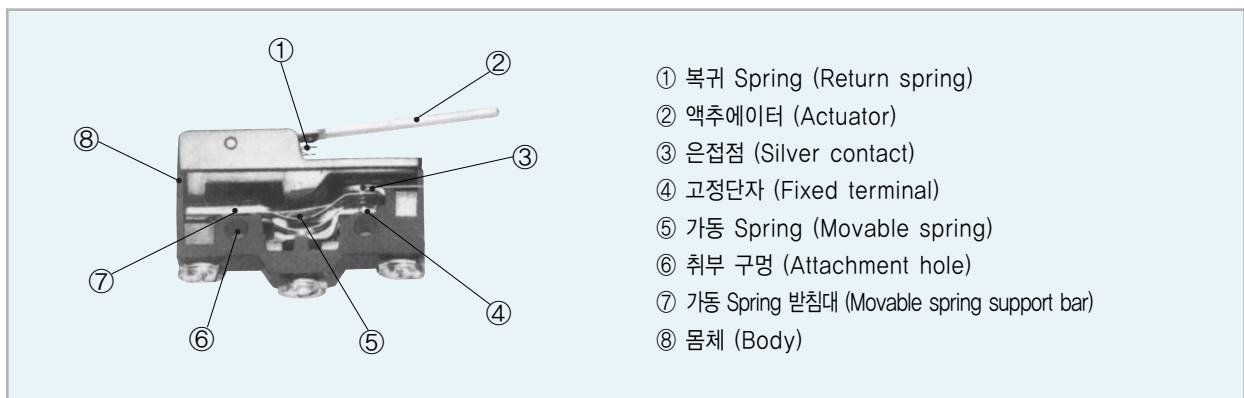 ①
②
⑧
③
⑦
④
⑥
⑤
① 복귀 Spring (Return spring)
② 액추에이터 (Actuator)
③ 은접점 (Silver contact)
④ 고정단자 (Fixed terminal)
⑤ 가동 Spring (Movable spring)
⑥ 취부 구멍 (Attachment hole)
⑦ 가동 Spring 받침대 (Movable spring support bar)
⑧ 몸체 (Body)